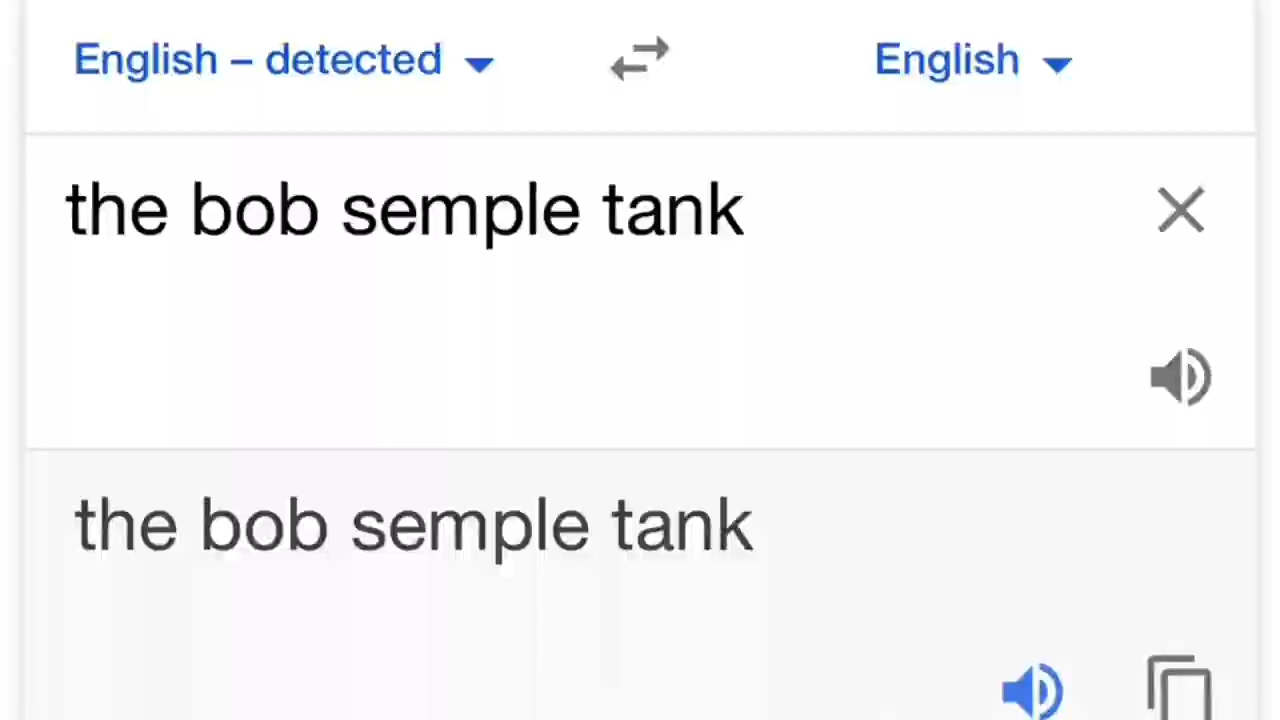 English – detected
English
the bob semple tank
the bob semple tank